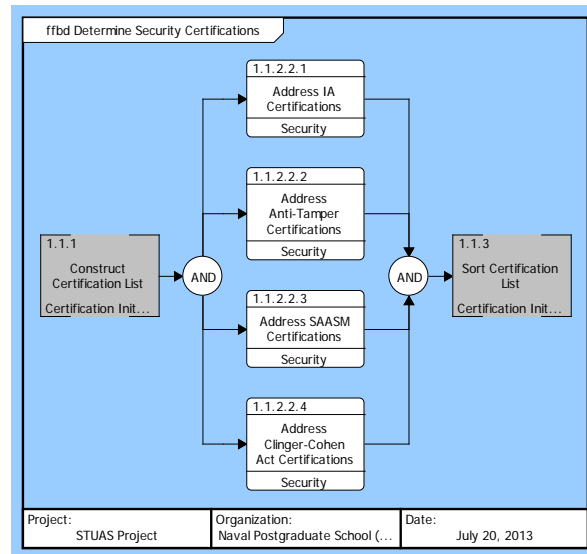 ffbd Determine Security Certifications
1.1.2.2.1
Address IA
Certifications
Security
1.1.2.2.2
Address
Anti-Tamper
Certifications
Security
1.1.1
Construct
Certification List
Certification Init...
AND
AND
1.1.3
Sort Certification
List
Certification Init...
1.1.2.2.3
Address SAASM
Certifications
Security
1.1.2.2.4
Address
Clinger-Cohen
Act Certifications
Security
Project:
STUAS Project
Organization:
Naval Postgraduate School (...
Date:
July 20, 2013